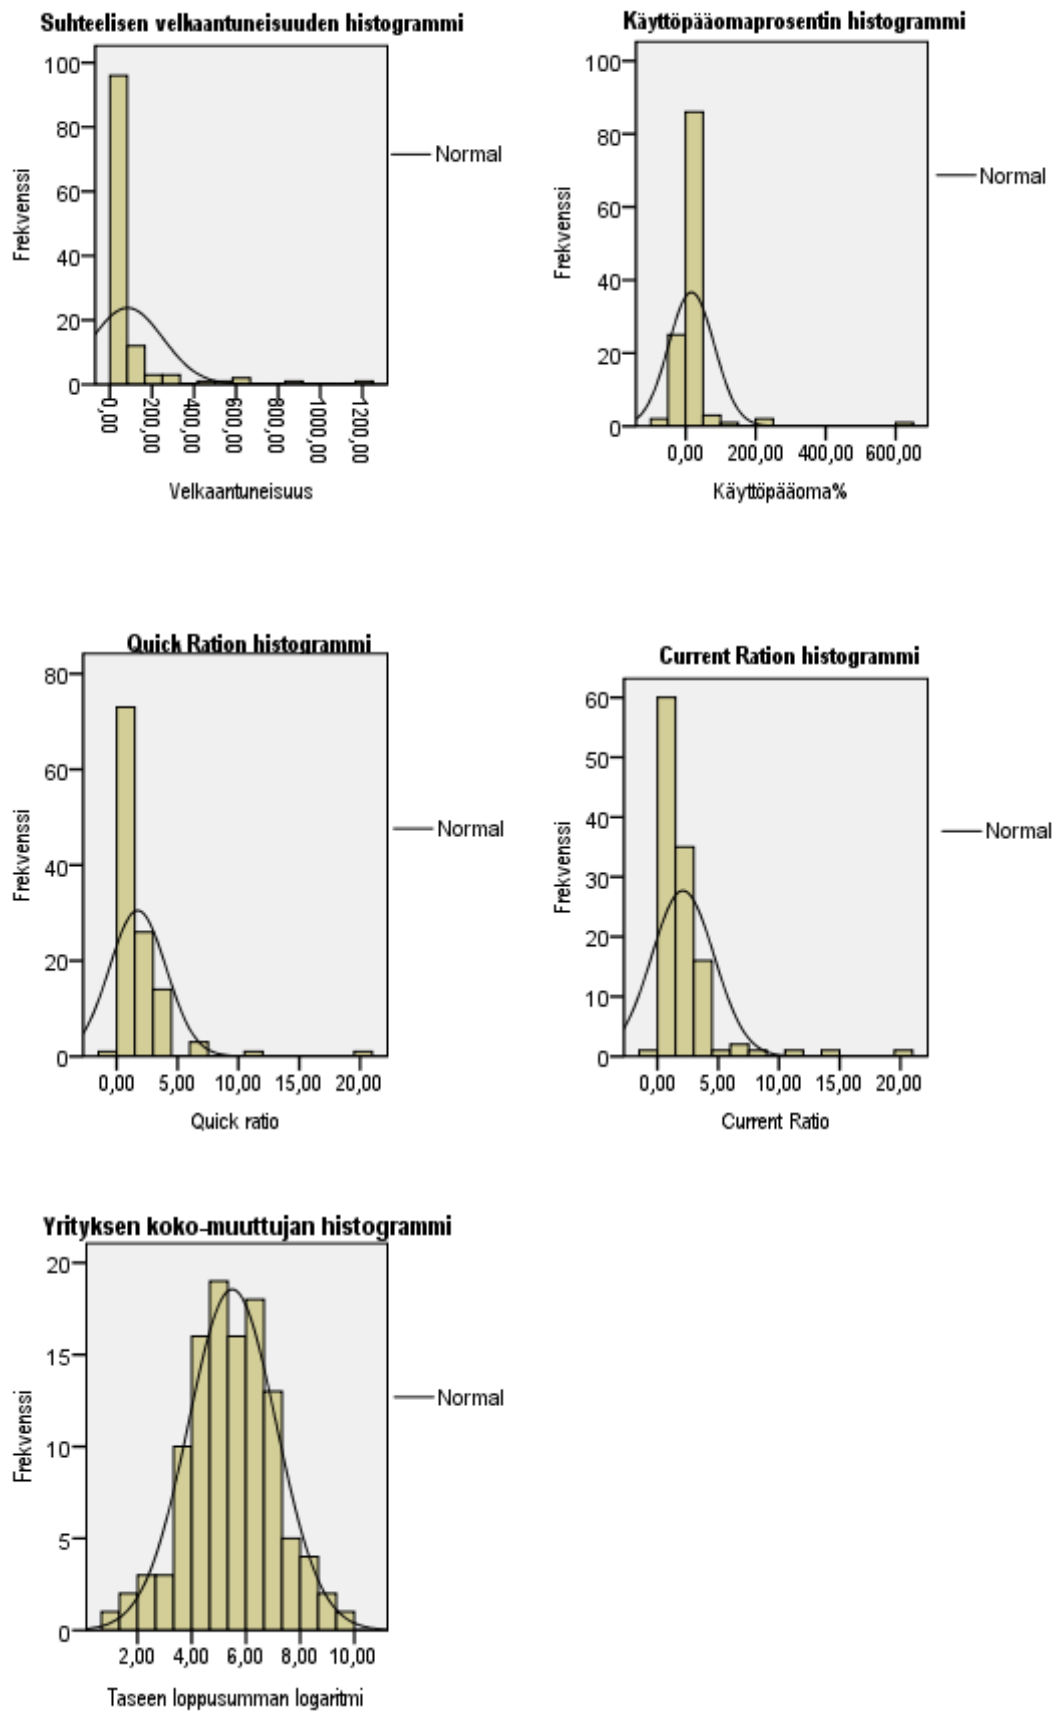 Suhteelisen velkaantuneisuuden histogrammi
100
80
60
40
20
0
Frekvenssi
0,00
200,00
400,00
600,00
800,00
1000,00
1200,00
Velkaantuneisuus
Normal
Käyttöpääomaprosentin histogrammi
100
80
60
40
20
0
Frekvenssi
0,00
200,00
400,00
600,00
Käyttöpääoma%
Normal
Quick Ration histogrammi
80
60
40
20
0
Frekvenssi
0,00
5,00
10,00
15,00
20,00
Quick ratio
Normal
Current Ration histogrammi
60
50
40
30
20
10
0
Frekvenssi
0,00
5,00
10,00
15,00
20,00
Current Ratio
Normal
Yrityksen koko-muuttujan histogrammi
20
15
10
5
0
Frekvenssi
2,00
4,00
6,00
8,00
10,00
Taseen loppusumman logaritmi
Normal